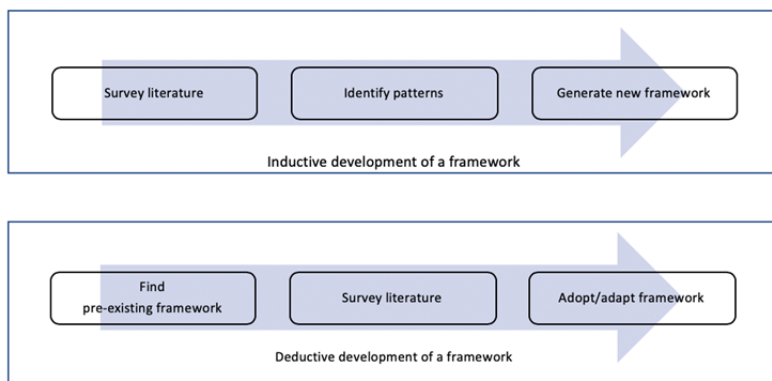 Survey literature
Identify patterns
Generate new framework
Inductive development of a framework
Find
pre-existing framework
Survey literature
Adopt/adapt framework
Deductive development of a framework